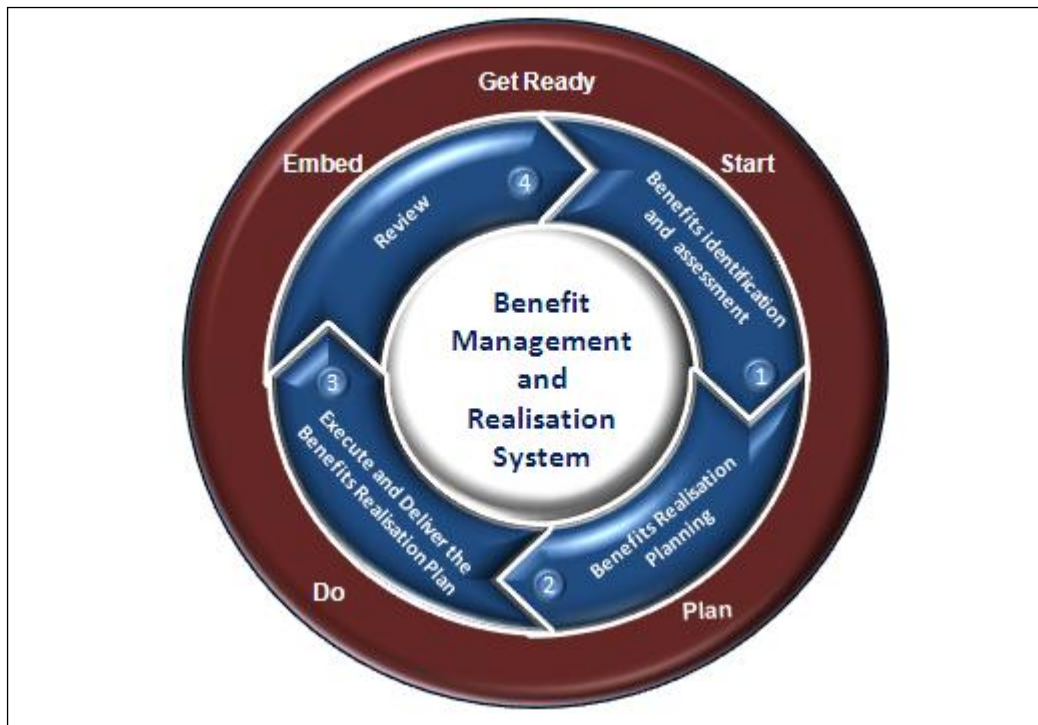 Get Ready
Start
Benefits identification
and assessment
1
Plan
Benefits Realisation
Planning
2
Do
Execute and Deliver the
Benefits Realisation Plan
3
Embed
Review
4
Benefit
Management
and
Realisation
System